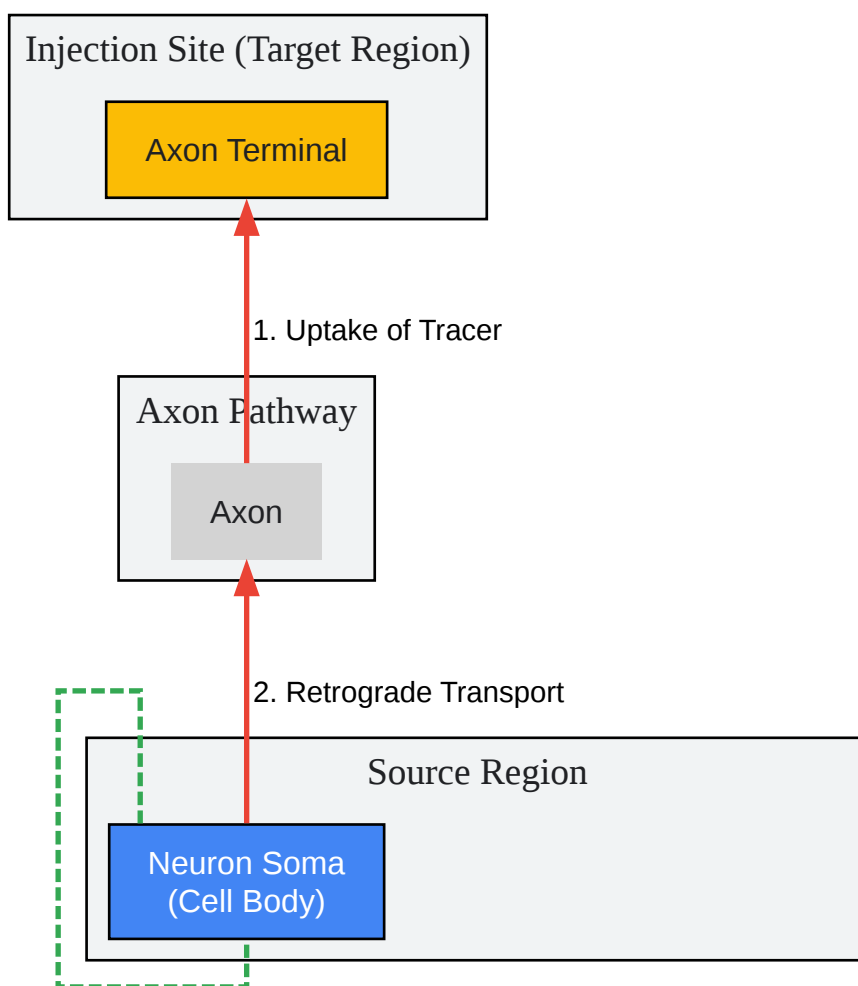 Injection Site (Target Region)
Axon Terminal
1. Uptake of Tracer
Axon Pathway
Axon
2. Retrograde Transport
Source Region
Neuron Soma
(Cell Body)